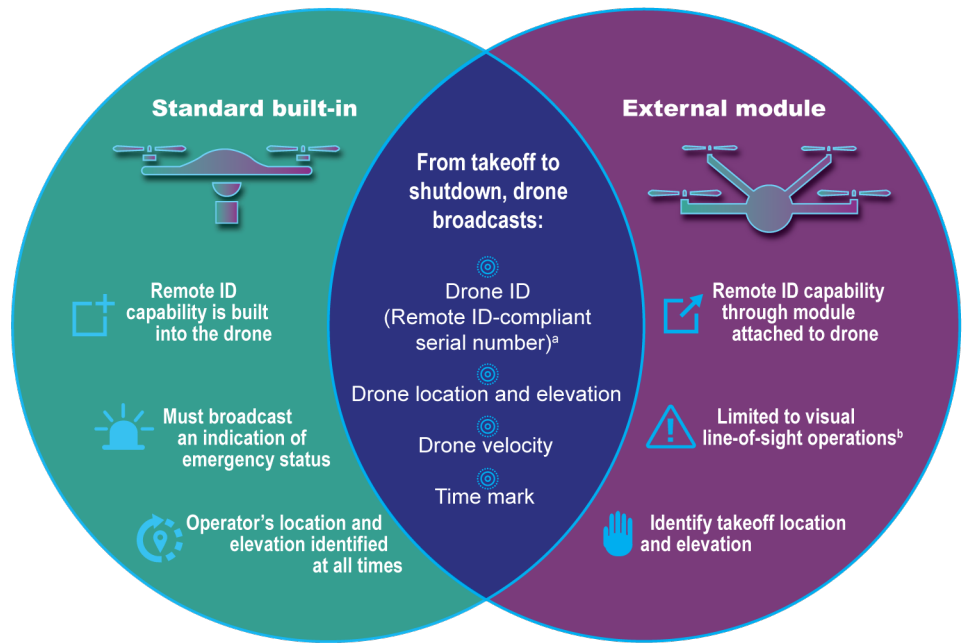 Standard built-in
Remote ID
capability is built
into the drone
Must broadcast
an indication of
emergency status
Operator's location and
elevation identified
at all times
From takeoff to
shutdown, drone
broadcasts:
Drone ID
(Remote ID-compliant
serial number)ᵃ
Drone location and elevation
Drone velocity
Time mark
External module
Remote ID capability
through module
attached to drone
Limited to visual
line-of-sight operationsᵇ
Identify takeoff location
and elevation